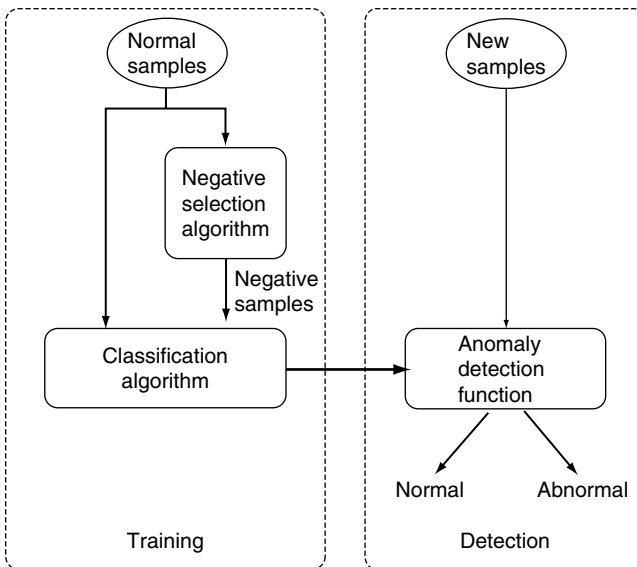 Normal
samples
Negative
selection
algorithm
Negative
samples
Classification
algorithm
Training
New
samples
Anomaly
detection
function
Normal
Abnormal
Detection